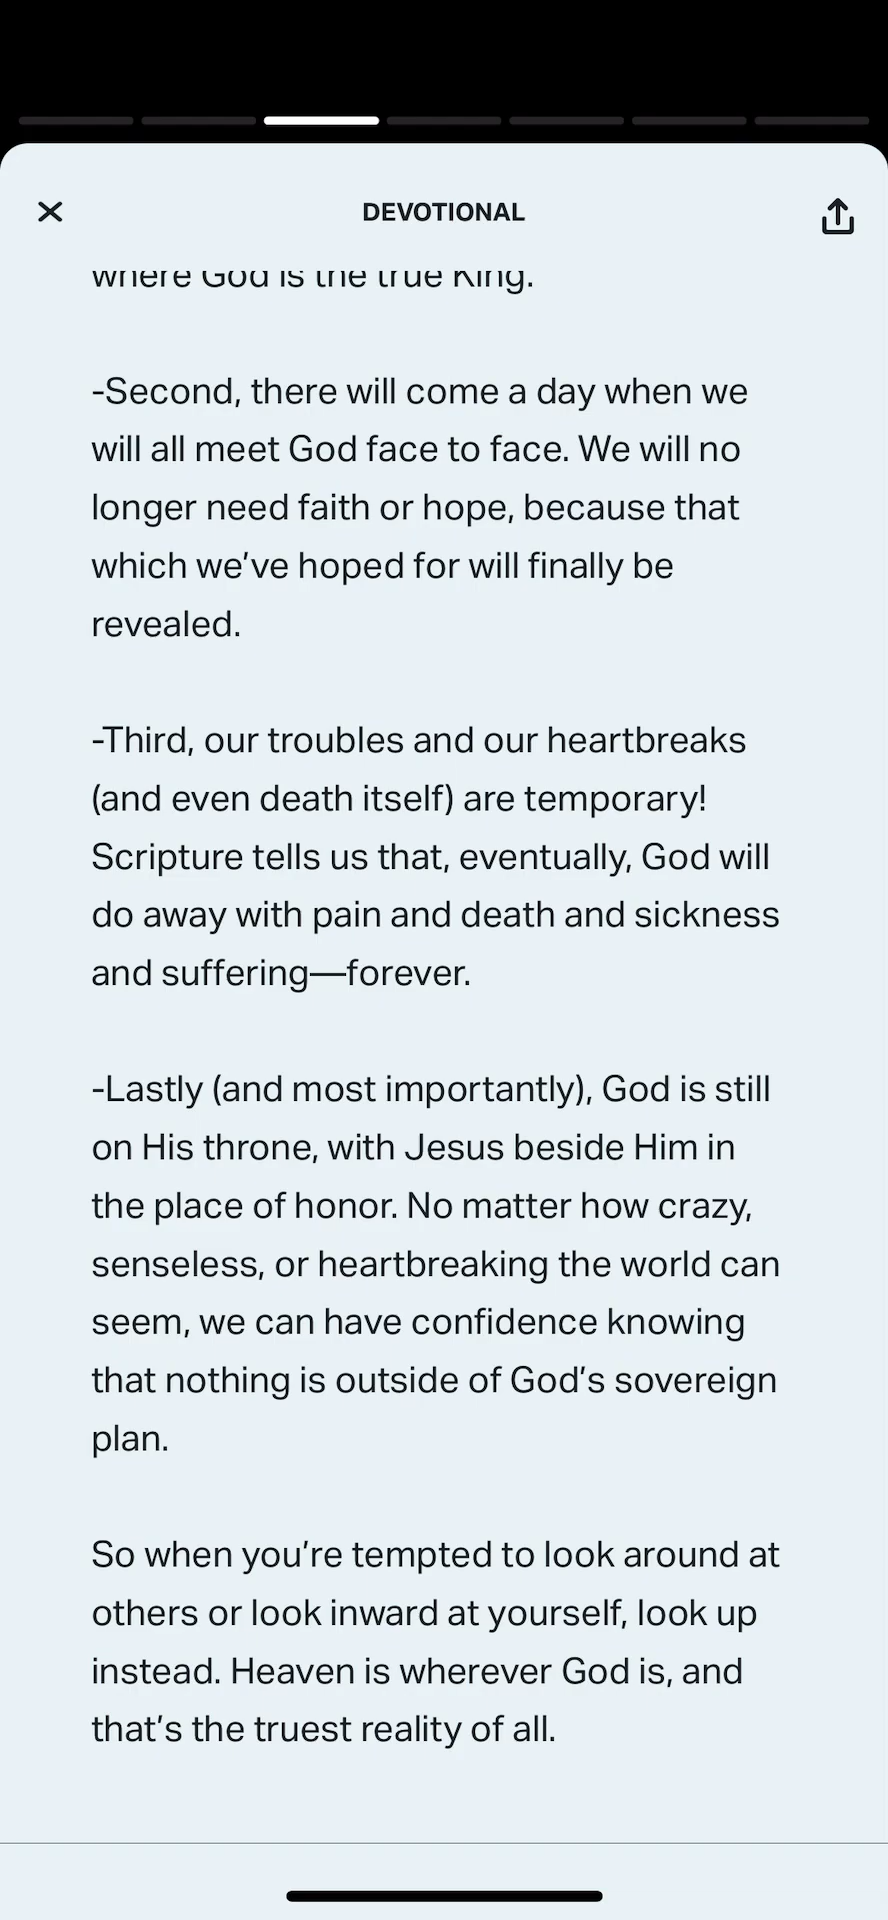 DEVOTIONAL
where God is the true King.
-Second, there will come a day when we
will all meet God face to face. We will no
longer need faith or hope, because that
which we’ve hoped for will finally be
revealed.
-Third, our troubles and our heartbreaks
(and even death itself) are temporary!
Scripture tells us that, eventually, God will
do away with pain and death and sickness
and suffering—forever.
-Lastly (and most importantly), God is still
on His throne, with Jesus beside Him in
the place of honor. No matter how crazy,
senseless, or heartbreaking the world can
seem, we can have confidence knowing
that nothing is outside of God’s sovereign
plan.
So when you’re tempted to look around at
others or look inward at yourself, look up
instead. Heaven is wherever God is, and
that’s the truest reality of all.